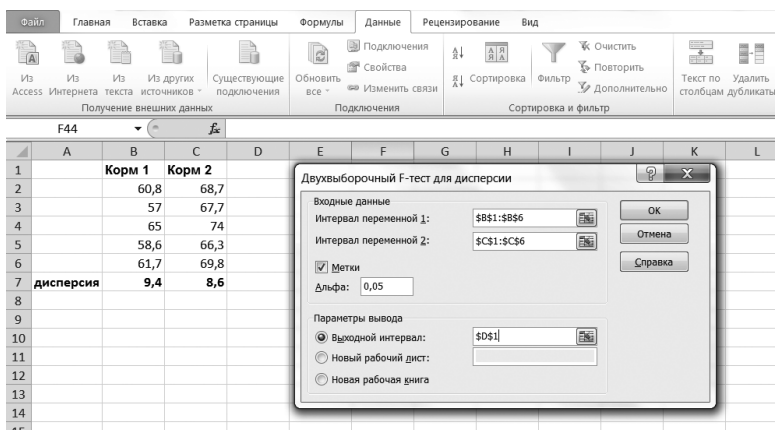 Файл Главная Вставка Разметка страницы Формулы Данные Рецензирование Вид
Из Access
Из Интернета
Из текста
Из других источников
Существующие подключения
Получение внешних данных
Обновить все
Подключения
Свойства
Изменить связи
Подключения
Сортировка
Фильтр
Очистить
Повторить
Дополнительно
Сортировка и фильтр
Текст по столбцам
Удалить дубликаты
F44 fx
A B C D E F G H I J K L
1 Корм 1 Корм 2
2 60,8 68,7
3 57 67,7
4 65 74
5 58,6 66,3
6 61,7 69,8
7 дисперсия 9,4 8,6
8
9
10
11
12
13
14
15
Двухвыборочный F-тест для дисперсии
Входные данные
Интервал переменной 1: $B$1:$B$6
Интервал переменной 2: $C$1:$C$6
Метки
Альфа: 0,05
Параметры вывода
Выходной интервал: $D$1
Новый рабочий лист:
Новая рабочая книга
OK
Отмена
Справка